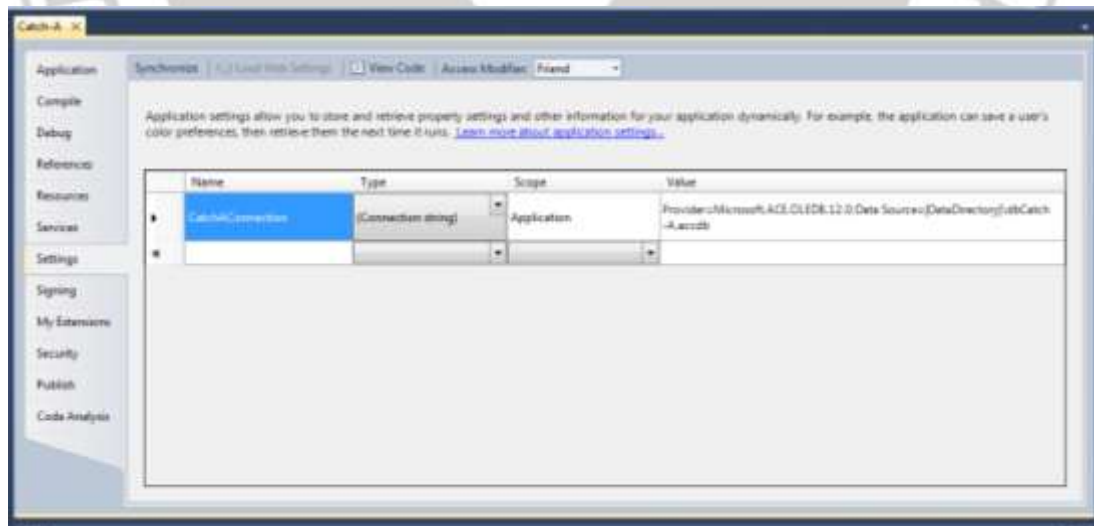 Catch-A
Application
Compile
Debug
References
Resources
Services
Settings
Signing
My Extensions
Security
Publish
Code Analysis
Synchronize Load Web Settings View Code Access Modifier: Friend
Application settings allow you to store and retrieve property settings and other information for your application dynamically. For example, the application can save a user's
color preferences, then retrieve them the next time it runs. Learn more about application settings...
Name Type Scope Value
CatchAConnection (Connection string) Application Provider=Microsoft.ACE.OLEDB.12.0;Data Source=|DataDirectory|\dbCatch
-A.accdb